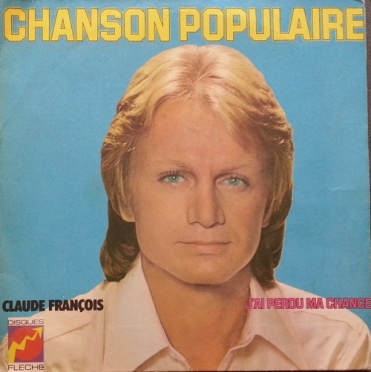 CHANSON POPULAIRE
CLAUDE FRANÇOIS
J'AI PERDU MA CHANCE
DISQUES
FLECHE